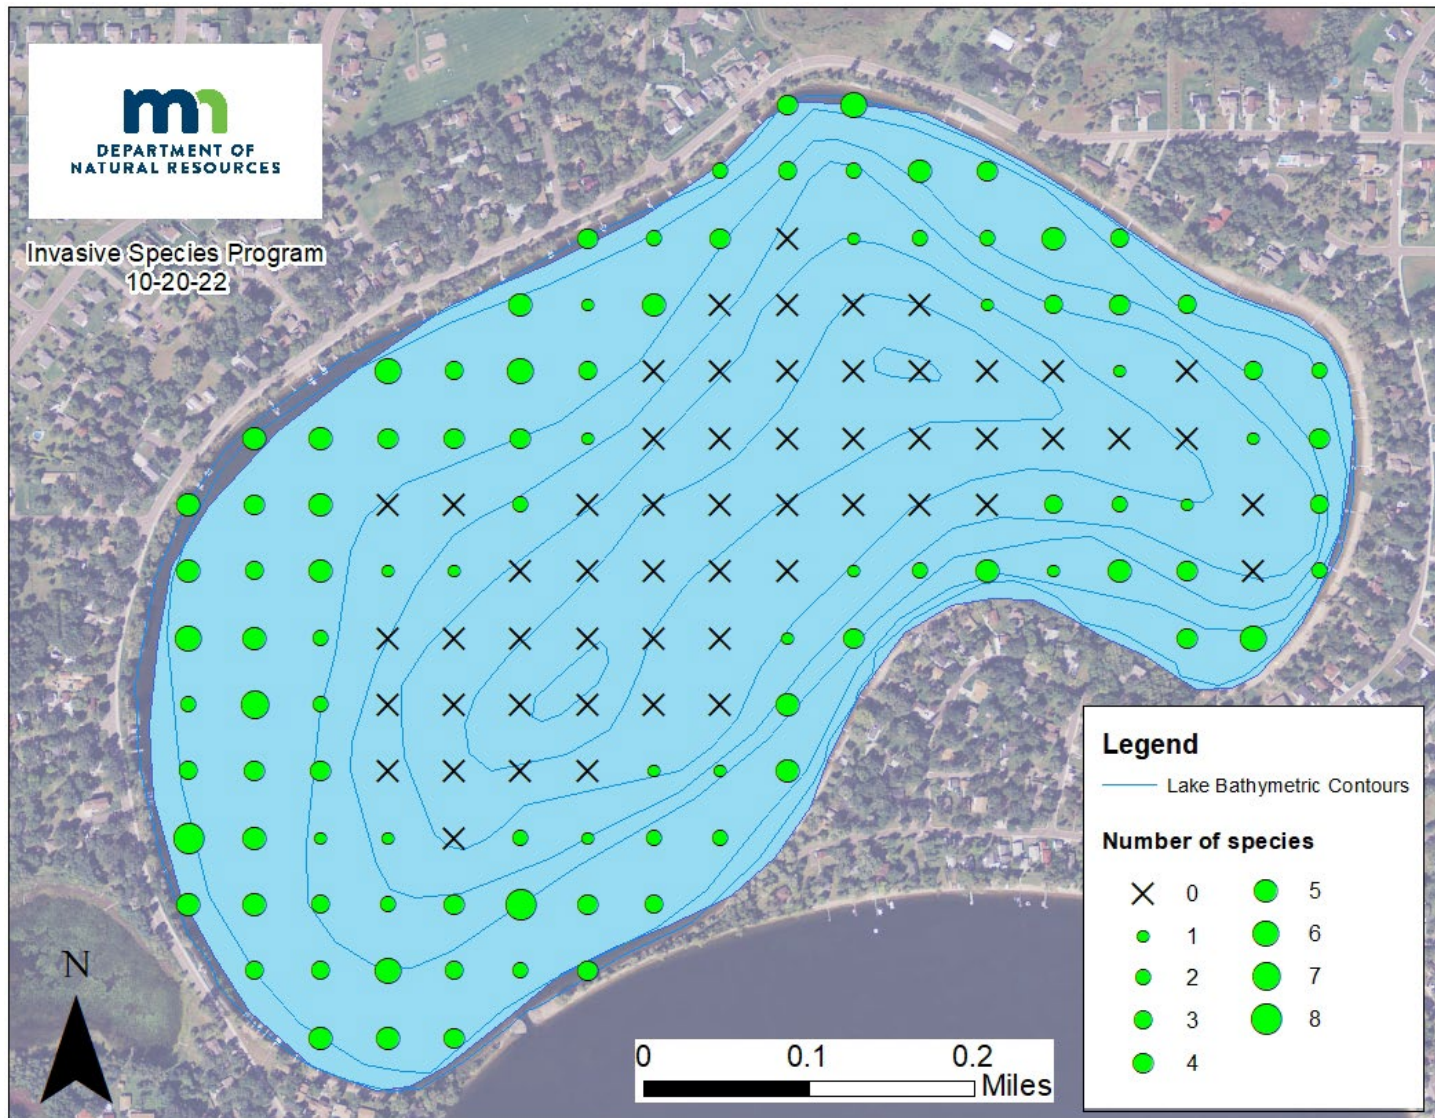 mn
DEPARTMENT OF
NATURAL RESOURCES
Invasive Species Program
10-20-22
Legend
Lake Bathymetric Contours
Number of species
0 5
1 6
2 7
3 8
4
N
0 0.1 0.2
Miles